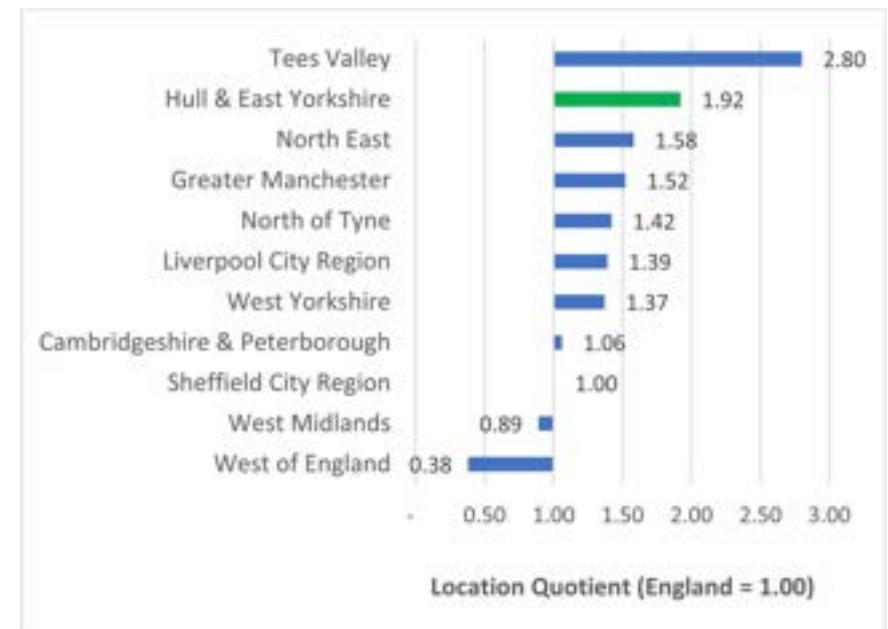 Tees Valley 2.80
Hull & East Yorkshire 1.92
North East 1.58
Greater Manchester 1.52
North of Tyne 1.42
Liverpool City Region 1.39
West Yorkshire 1.37
Cambridgeshire & Peterborough 1.06
Sheffield City Region 1.00
West Midlands 0.89
West of England 0.38
- 0.50 1.00 1.50 2.00 2.50 3.00
Location Quotient (England = 1.00)